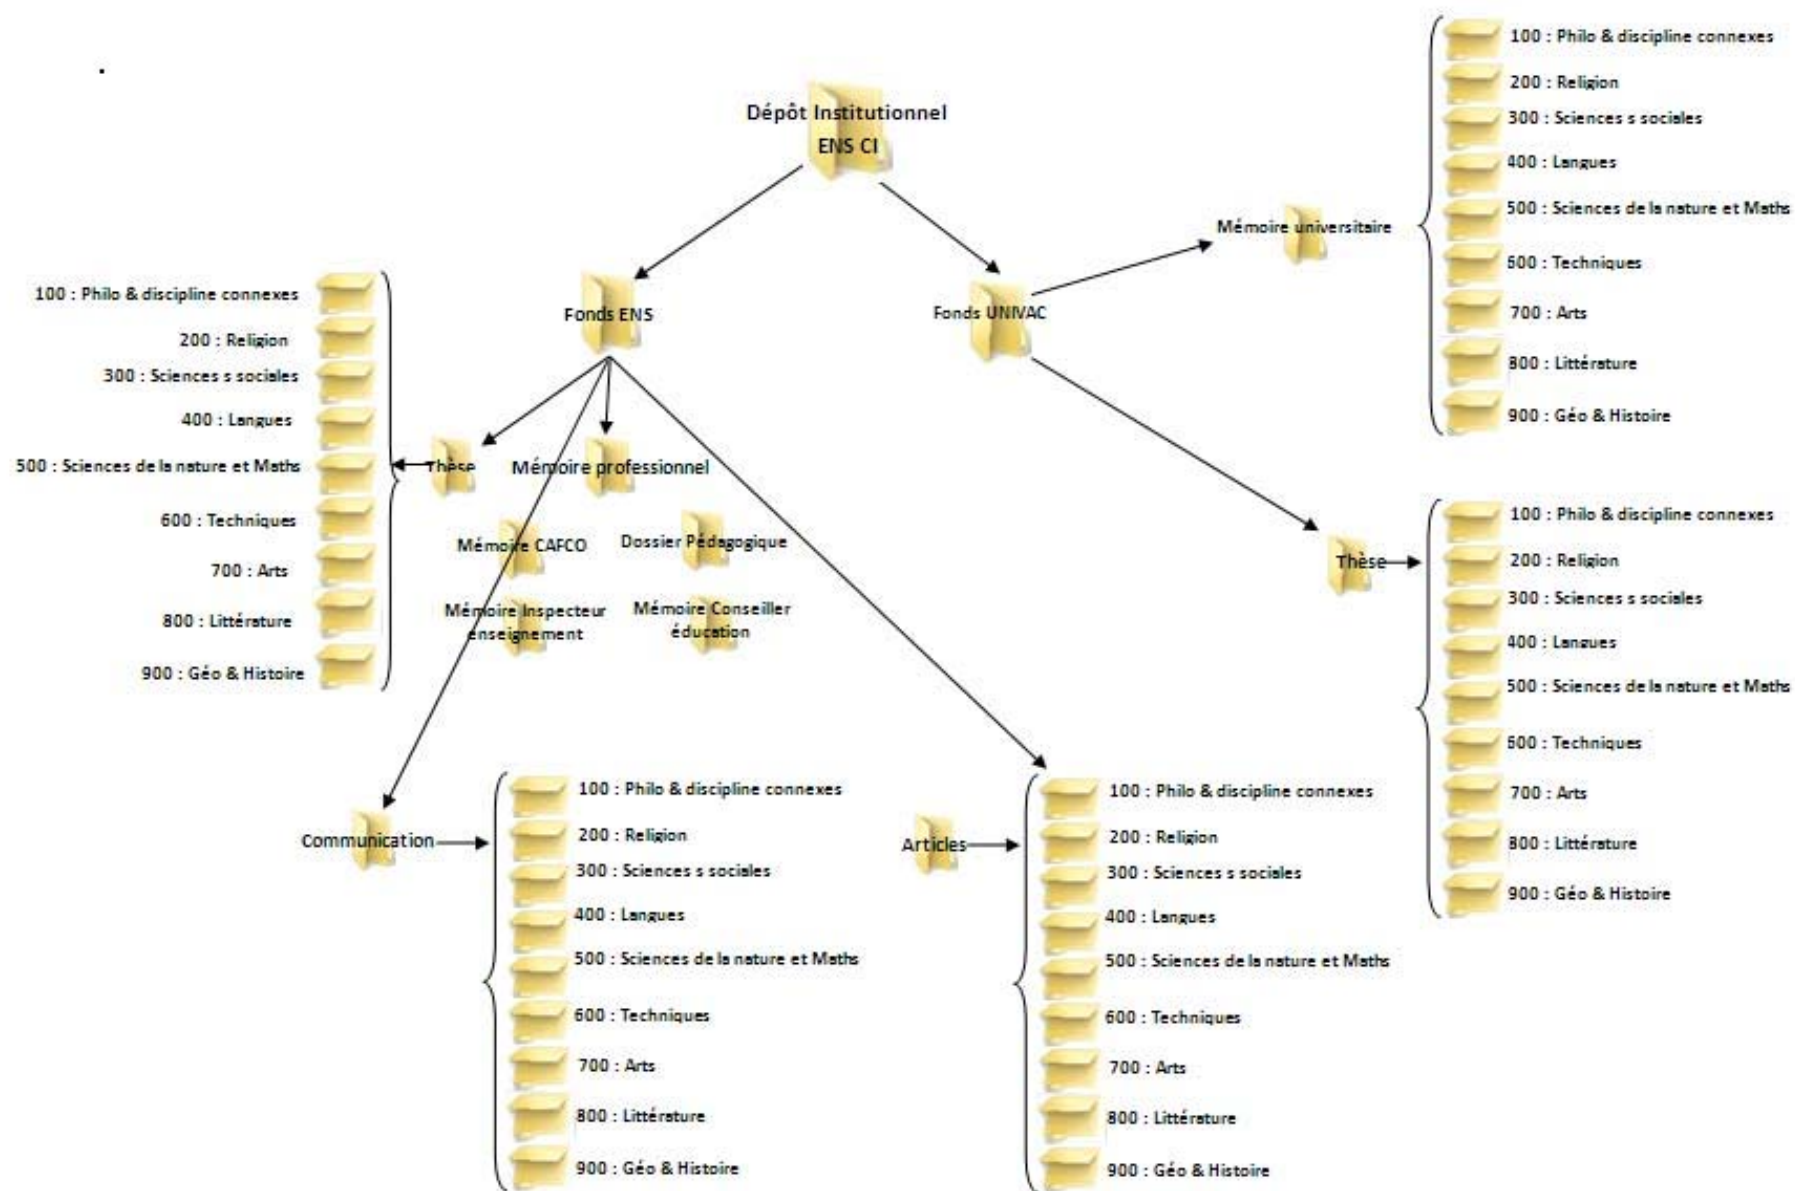 Dépôt Institutionnel
ENS CI
Fonds ENS
Fonds UNIVAC
Mémoire universitaire
100 : Philo & discipline connexes
200 : Religion
300 : Sciences s sociales
400 : Langues
500 : Sciences de la nature et Maths
600 : Techniques
700 : Arts
800 : Littérature
900 : Géo & Histoire
100 : Philo & discipline connexes
200 : Religion
300 : Sciences s sociales
400 : Langues
500 : Sciences de la nature et Maths
600 : Techniques
700 : Arts
800 : Littérature
900 : Géo & Histoire
Thèse
Mémoire professionnel
Mémoire CAFCO
Dossier Pédagogique
Mémoire Inspecteur
enseignement
Mémoire Conseiller
éducation
Thèse
100 : Philo & discipline connexes
200 : Religion
300 : Sciences s sociales
400 : Langues
500 : Sciences de la nature et Maths
600 : Techniques
700 : Arts
800 : Littérature
900 : Géo & Histoire
Communication
100 : Philo & discipline connexes
200 : Religion
300 : Sciences s sociales
400 : Langues
500 : Sciences de la nature et Maths
600 : Techniques
700 : Arts
800 : Littérature
900 : Géo & Histoire
Articles
100 : Philo & discipline connexes
200 : Religion
300 : Sciences s sociales
400 : Langues
500 : Sciences de la nature et Maths
600 : Techniques
700 : Arts
800 : Littérature
900 : Géo & Histoire